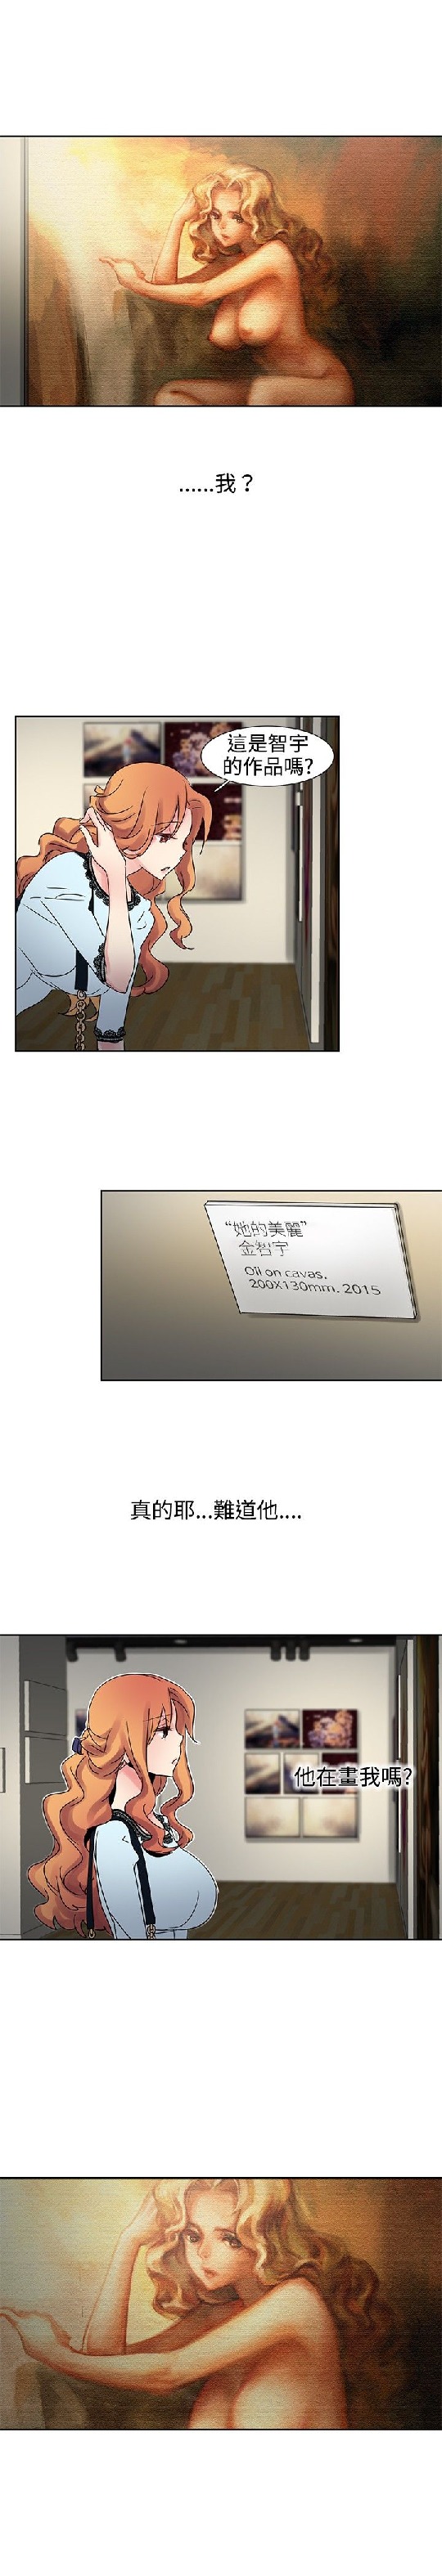 ......我？
這是智宇
的作品嗎?
“她的美麗”
金智宇
Oil on cavas.
200X130mm. 2015
真的耶...難道他....
他在畫我嗎?